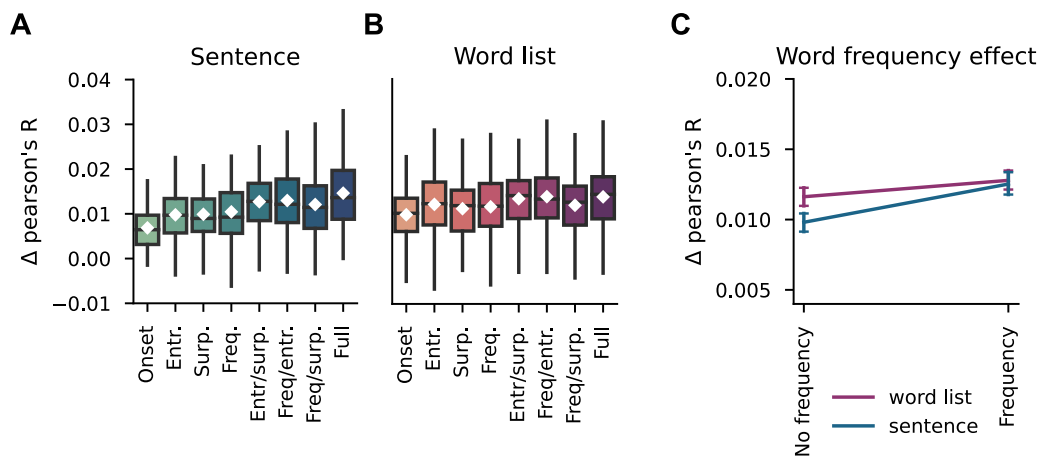 A
B
C
Sentence
Word list
Word frequency effect
Δ pearson's R
0.04
0.03
0.02
0.01
0.00
−0.01
Onset
Entr.
Surp.
Freq.
Entr/surp.
Freq/entr.
Freq/surp.
Full
Onset
Entr.
Surp.
Freq.
Entr/surp.
Freq/entr.
Freq/surp.
Full
Δ pearson's R
0.020
0.015
0.010
0.005
No frequency
Frequency
word list
sentence